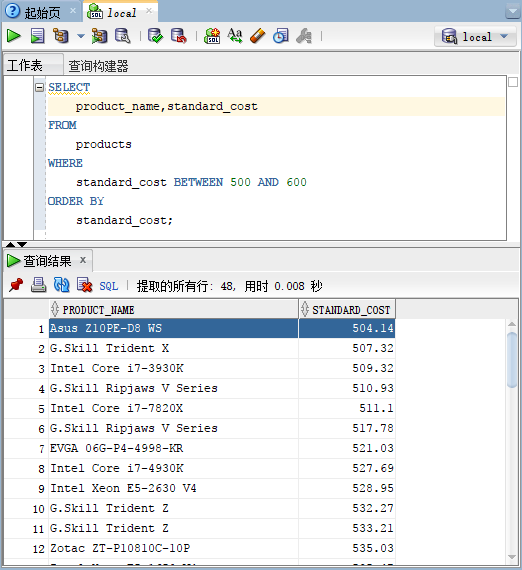 起始页 local
SQL Aa local
工作表 查询构建器
SELECT
product_name,standard_cost
FROM
products
WHERE
standard_cost BETWEEN 500 AND 600
ORDER BY
standard_cost;
查询结果 x
SQL | 提取的所有行: 48, 用时 0.008 秒
PRODUCT_NAME STANDARD_COST
1 Asus Z10PE-D8 WS 504.14
2 G.Skill Trident X 507.32
3 Intel Core i7-3930K 509.32
4 G.Skill Ripjaws V Series 510.93
5 Intel Core i7-7820X 511.1
6 G.Skill Ripjaws V Series 517.78
7 EVGA 06G-P4-4998-KR 521.03
8 Intel Core i7-4930K 527.69
9 Intel Xeon E5-2630 V4 528.95
10 G.Skill Trident Z 532.27
11 G.Skill Trident Z 533.21
12 Zotac ZT-P10810C-10P 535.03